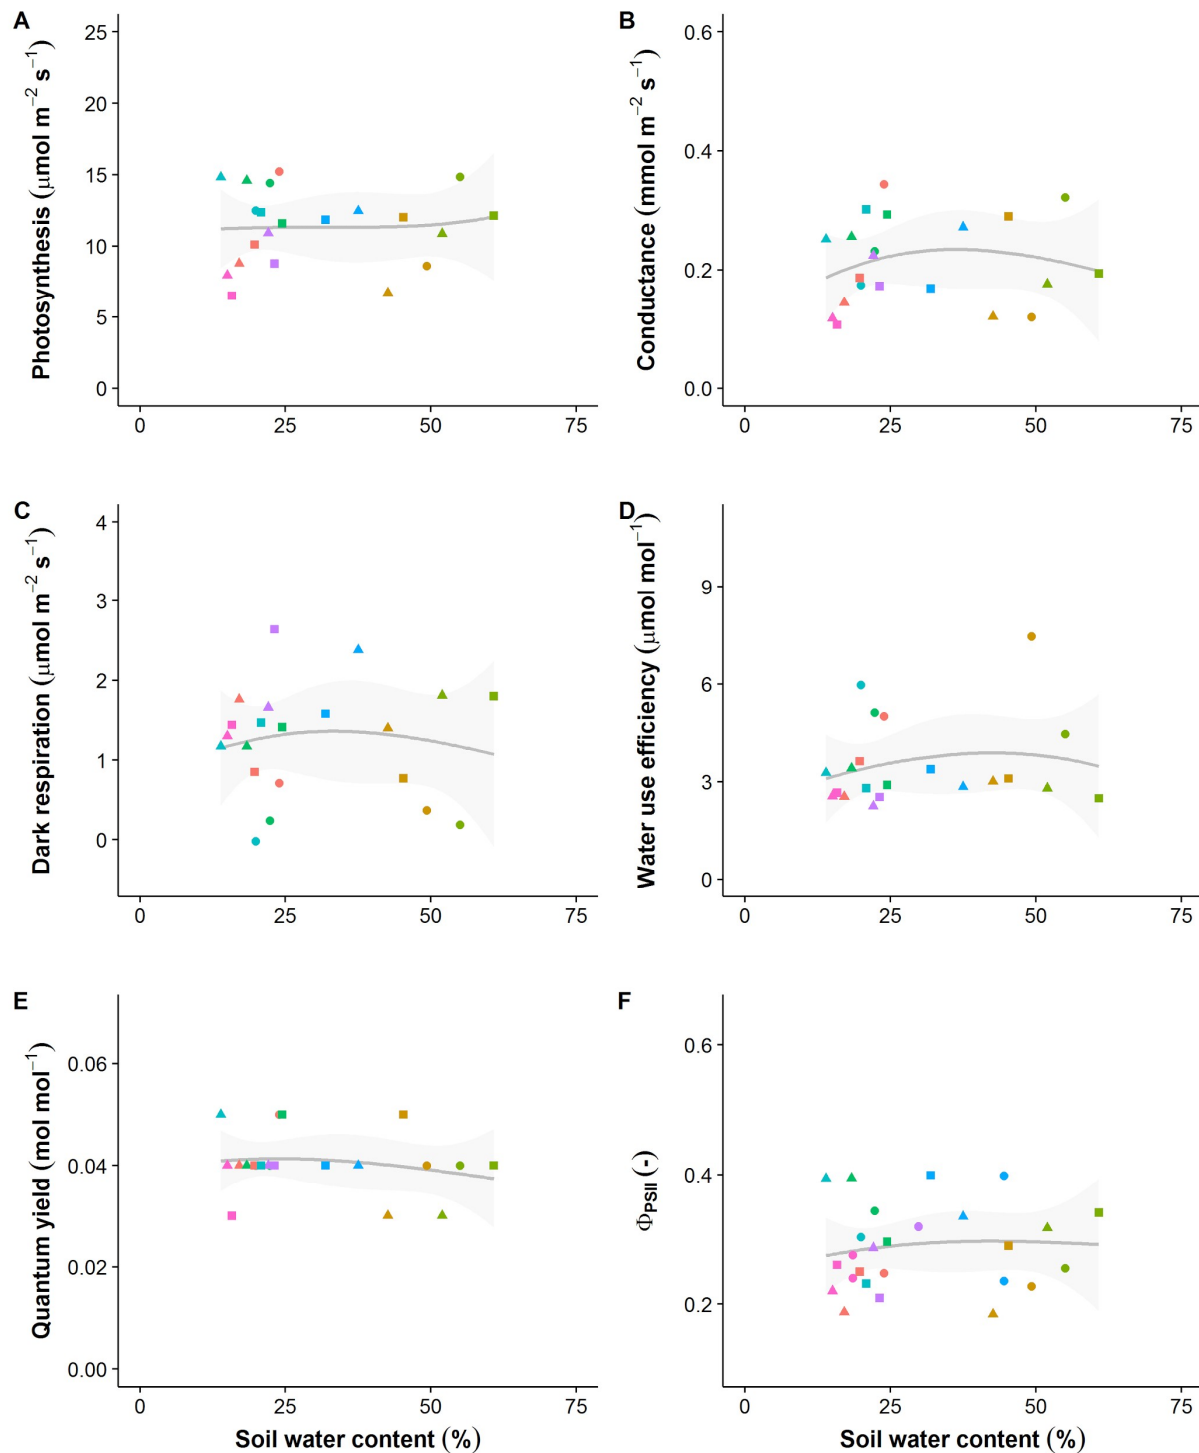 A
Photosynthesis (μmol m⁻² s⁻¹)
25
20
15
10
5
0
0 25 50 75
B
Conductance (mmol m⁻² s⁻¹)
0.6
0.4
0.2
0.0
0 25 50 75
C
Dark respiration (μmol m⁻² s⁻¹)
4
3
2
1
0
0 25 50 75
D
Water use efficiency (μmol mol⁻¹)
9
6
3
0
0 25 50 75
E
Quantum yield (mol mol⁻¹)
0.06
0.04
0.02
0.00
0 25 50 75
Soil water content (%)
F
ΦPSII (-)
0.6
0.4
0.2
0 25 50 75
Soil water content (%)